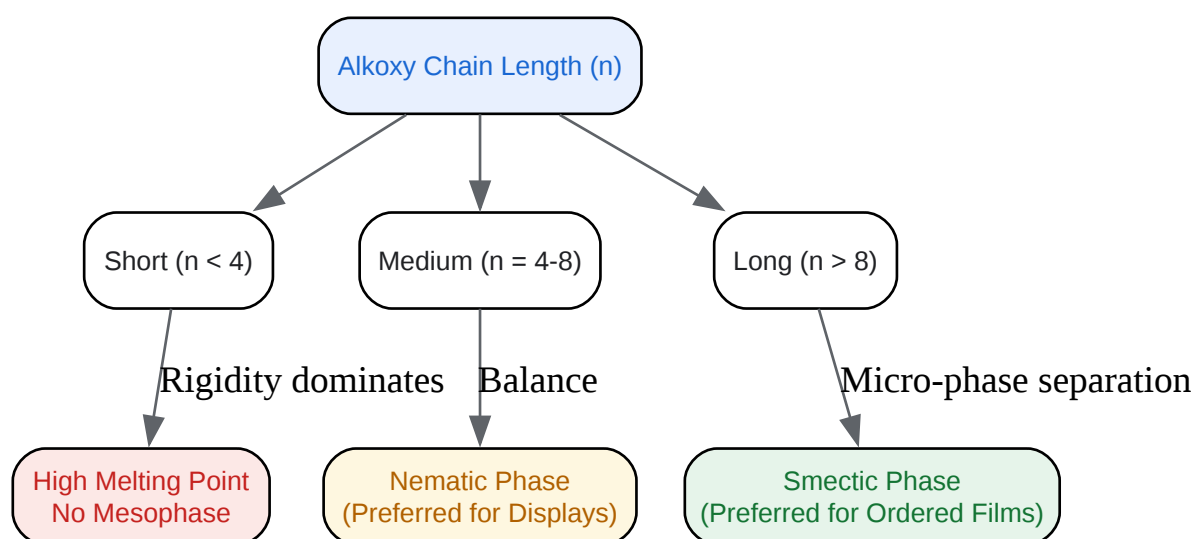 Alkoxy Chain Length (n)
Short (n < 4)
Medium (n = 4-8)
Long (n > 8)
Rigidity dominates
Balance
Micro-phase separation
High Melting Point
No Mesophase
Nematic Phase
(Preferred for Displays)
Smectic Phase
(Preferred for Ordered Films)